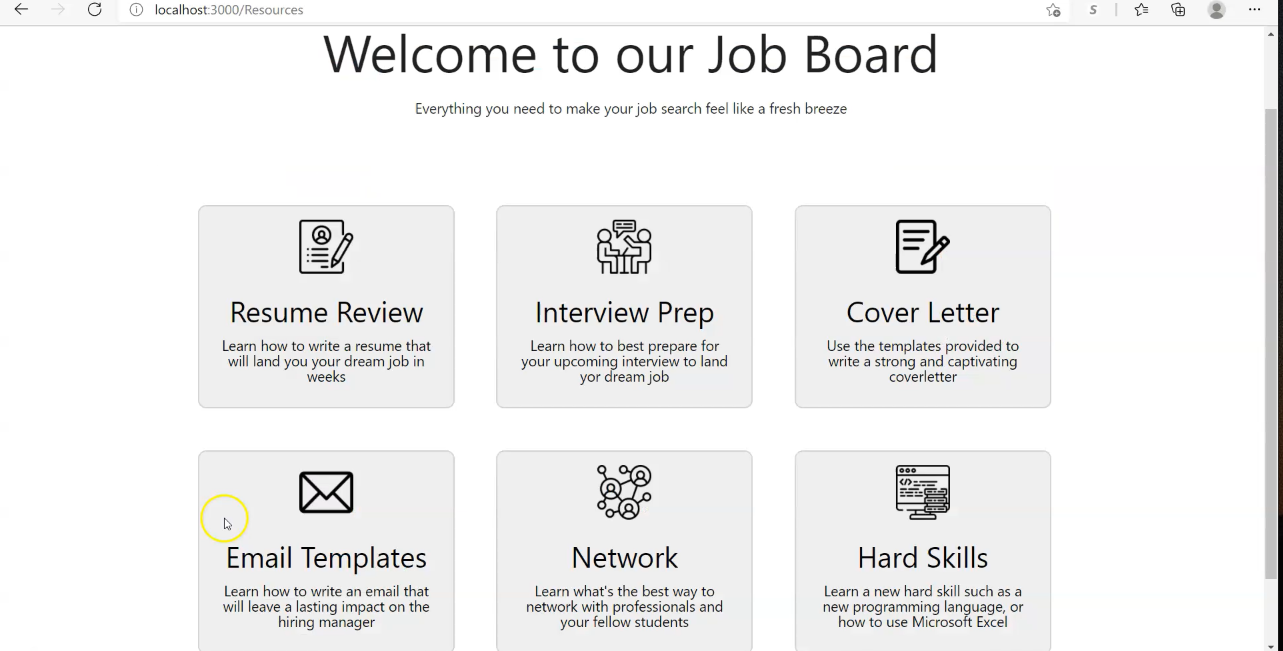 localhost:3000/Resources
S
Welcome to our Job Board
Everything you need to make your job search feel like a fresh breeze
Resume Review
Learn how to write a resume that
will land you your dream job in
weeks
Interview Prep
Learn how to best prepare for
your upcoming interview to land
yor dream job
Cover Letter
Use the templates provided to
write a strong and captivating
coverletter
Email Templates
Learn how to write an email that
will leave a lasting impact on the
hiring manager
Network
Learn what's the best way to
network with professionals and
your fellow students
Hard Skills
Learn a new hard skill such as a
new programming language, or
how to use Microsoft Excel